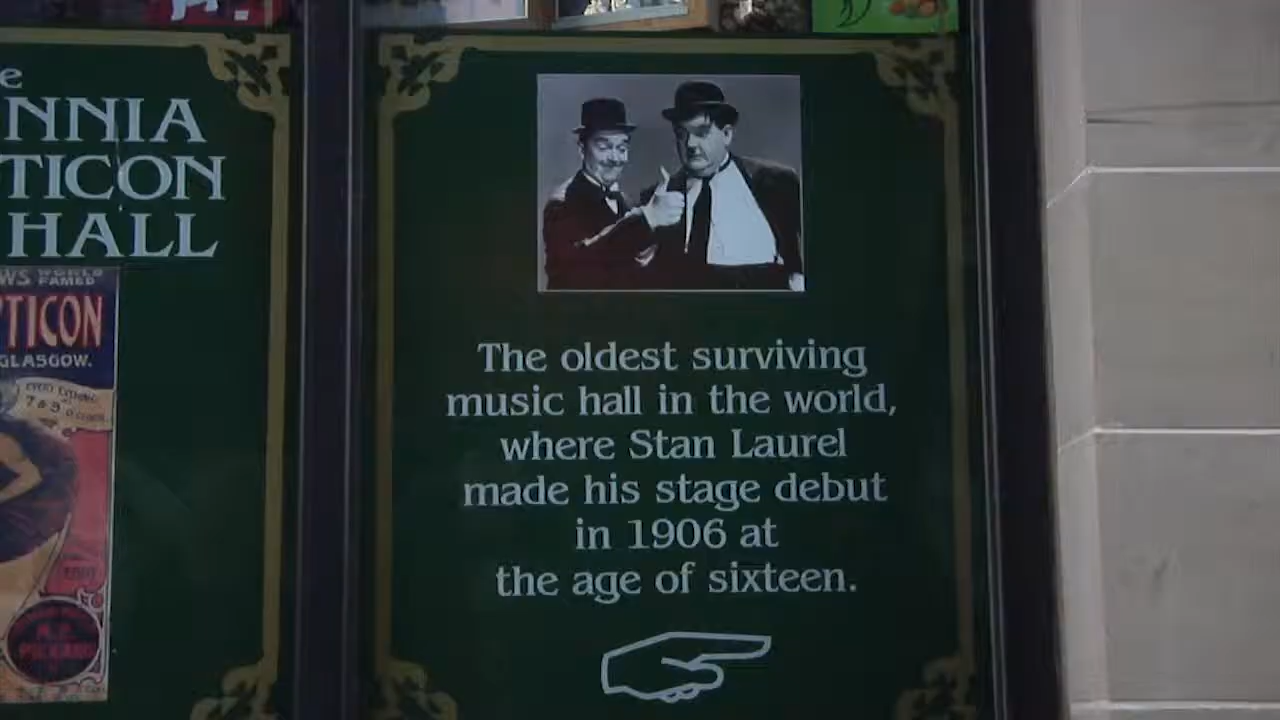 e
NNIA
TICON
HALL
WS WORLD
FAMED
PTICON
GLASGOW.
The oldest surviving
music hall in the world,
where Stan Laurel
made his stage debut
in 1906 at
the age of sixteen.